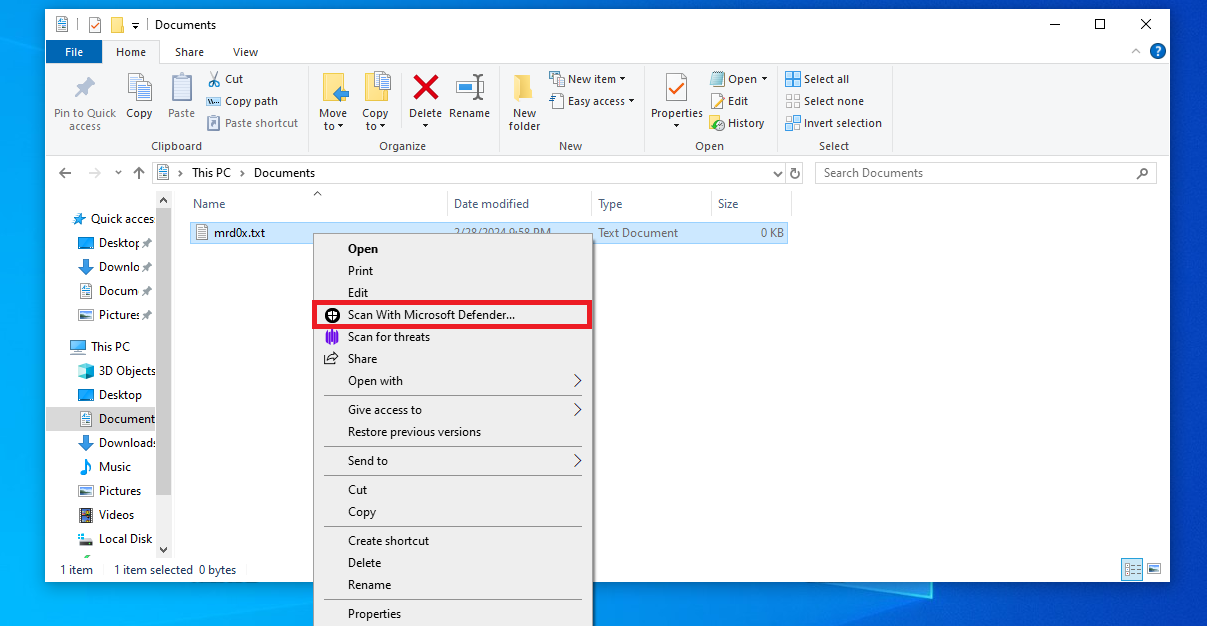 Documents
File Home Share View
Pin to Quick access
Copy
Paste
Cut
Copy path
Paste shortcut
Clipboard
Move to
Copy to
Delete
Rename
Organize
New folder
New item
Easy access
New
Properties
Open
Edit
History
Open
Select all
Select none
Invert selection
Select
This PC > Documents
Search Documents
Name Date modified Type Size
mrd0x.txt 2/28/2024 9:58 PM Text Document 0 KB
Quick acces
Desktop
Downlo
Docum
Pictures
This PC
3D Objects
Desktop
Document
Downloads
Music
Pictures
Videos
Local Disk
Open
Print
Edit
Scan With Microsoft Defender...
Scan for threats
Share
Open with
Give access to
Restore previous versions
Send to
Cut
Copy
Create shortcut
Delete
Rename
Properties
1 item 1 item selected 0 bytes